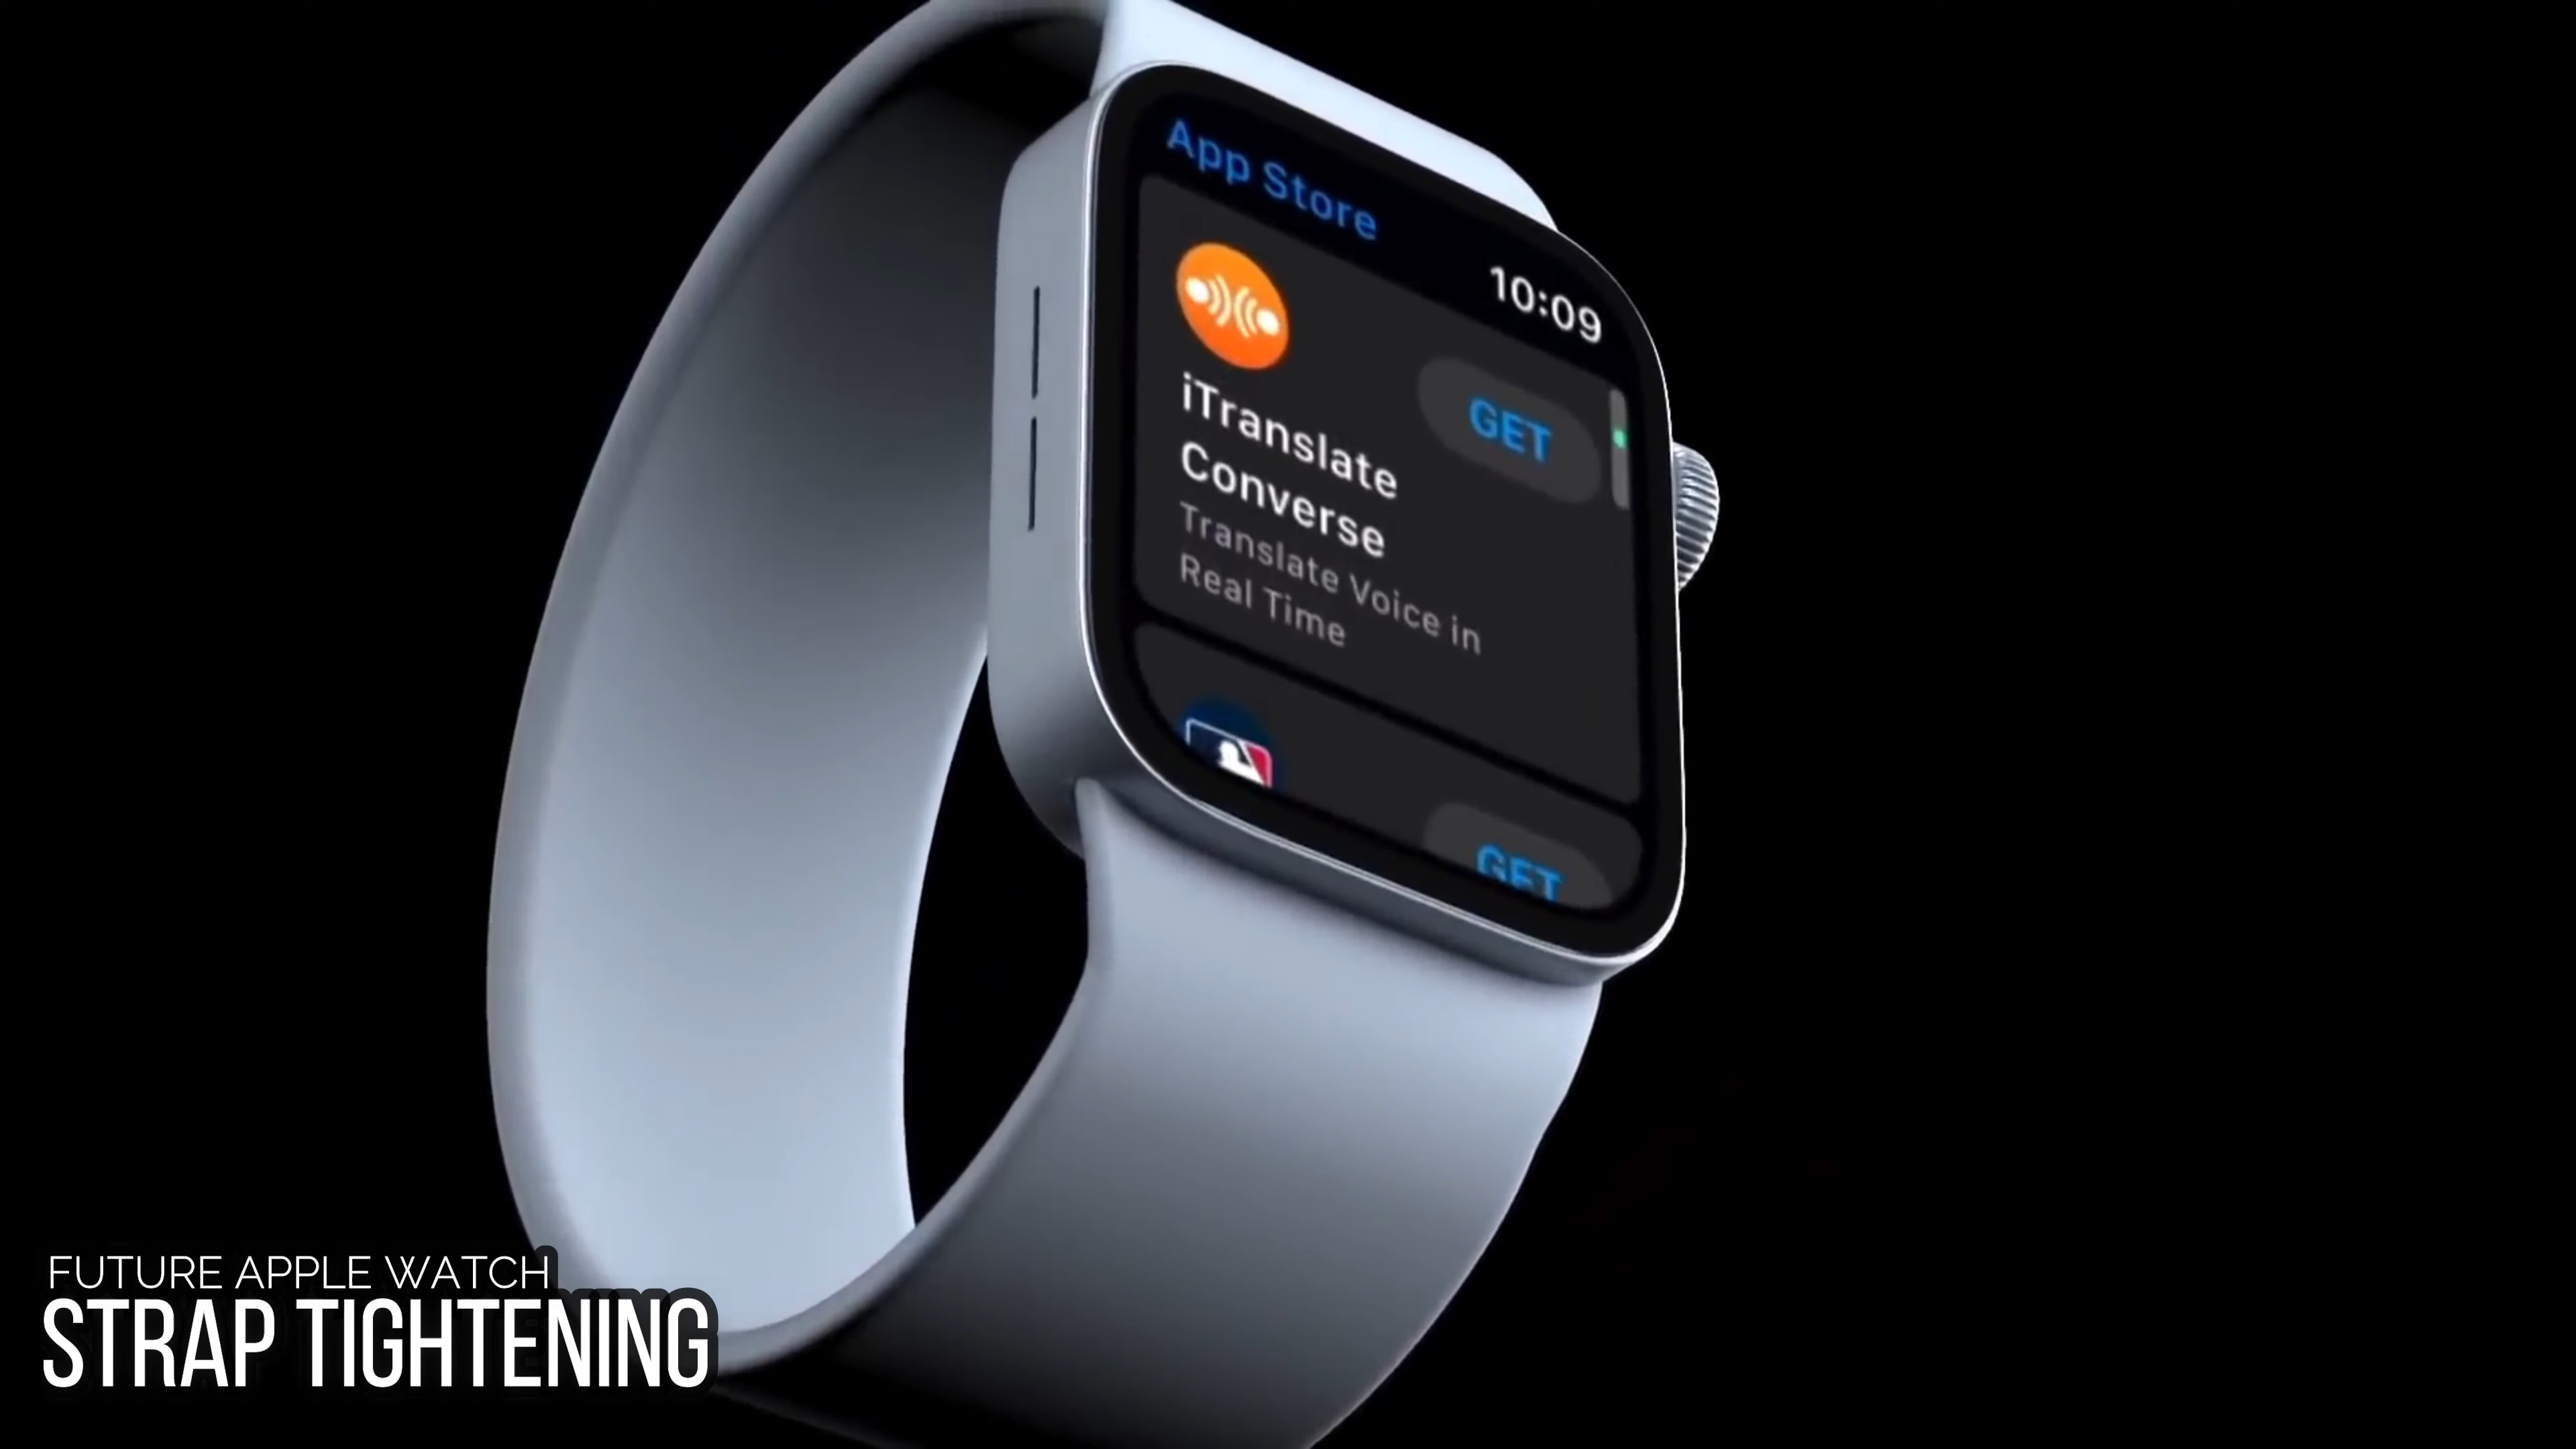 App Store
10:09
iTranslate
Converse
GET
Translate Voice in
Real Time
GET
FUTURE APPLE WATCH
STRAP TIGHTENING